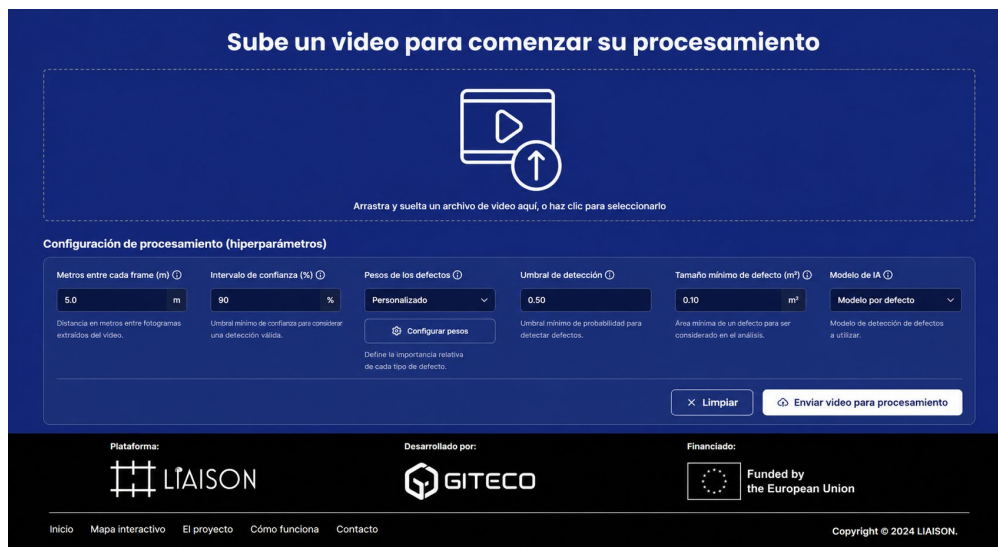 Sube un video para comenzar su procesamiento
Arrastra y suelta un archivo de video aquí, o haz clic para seleccionarlo
Configuración de procesamiento (hiperparámetros)
Metros entre cada frame (m)
5.0 m
Distancia en metros entre fotogramas
extraídos del video.
Intervalo de confianza (%)
90 %
Umbral mínimo de confianza para considerar
una detección válida.
Pesos de los defectos
Personalizado
Configurar pesos
Define la importancia relativa
de cada tipo de defecto.
Umbral de detección
0.50
Umbral mínimo de probabilidad para
detectar defectos.
Tamaño mínimo de defecto (m²)
0.10 m²
Área mínima de un defecto para ser
considerado en el análisis.
Modelo de IA
Modelo por defecto
Modelo de detección de defectos
a utilizar.
Limpiar
Enviar video para procesamiento
Plataforma:
LIAISON
Desarrollado por:
GITECO
Financiado:
Funded by
the European Union
Inicio Mapa interactivo El proyecto Cómo funciona Contacto
Copyright © 2024 LIAISON.